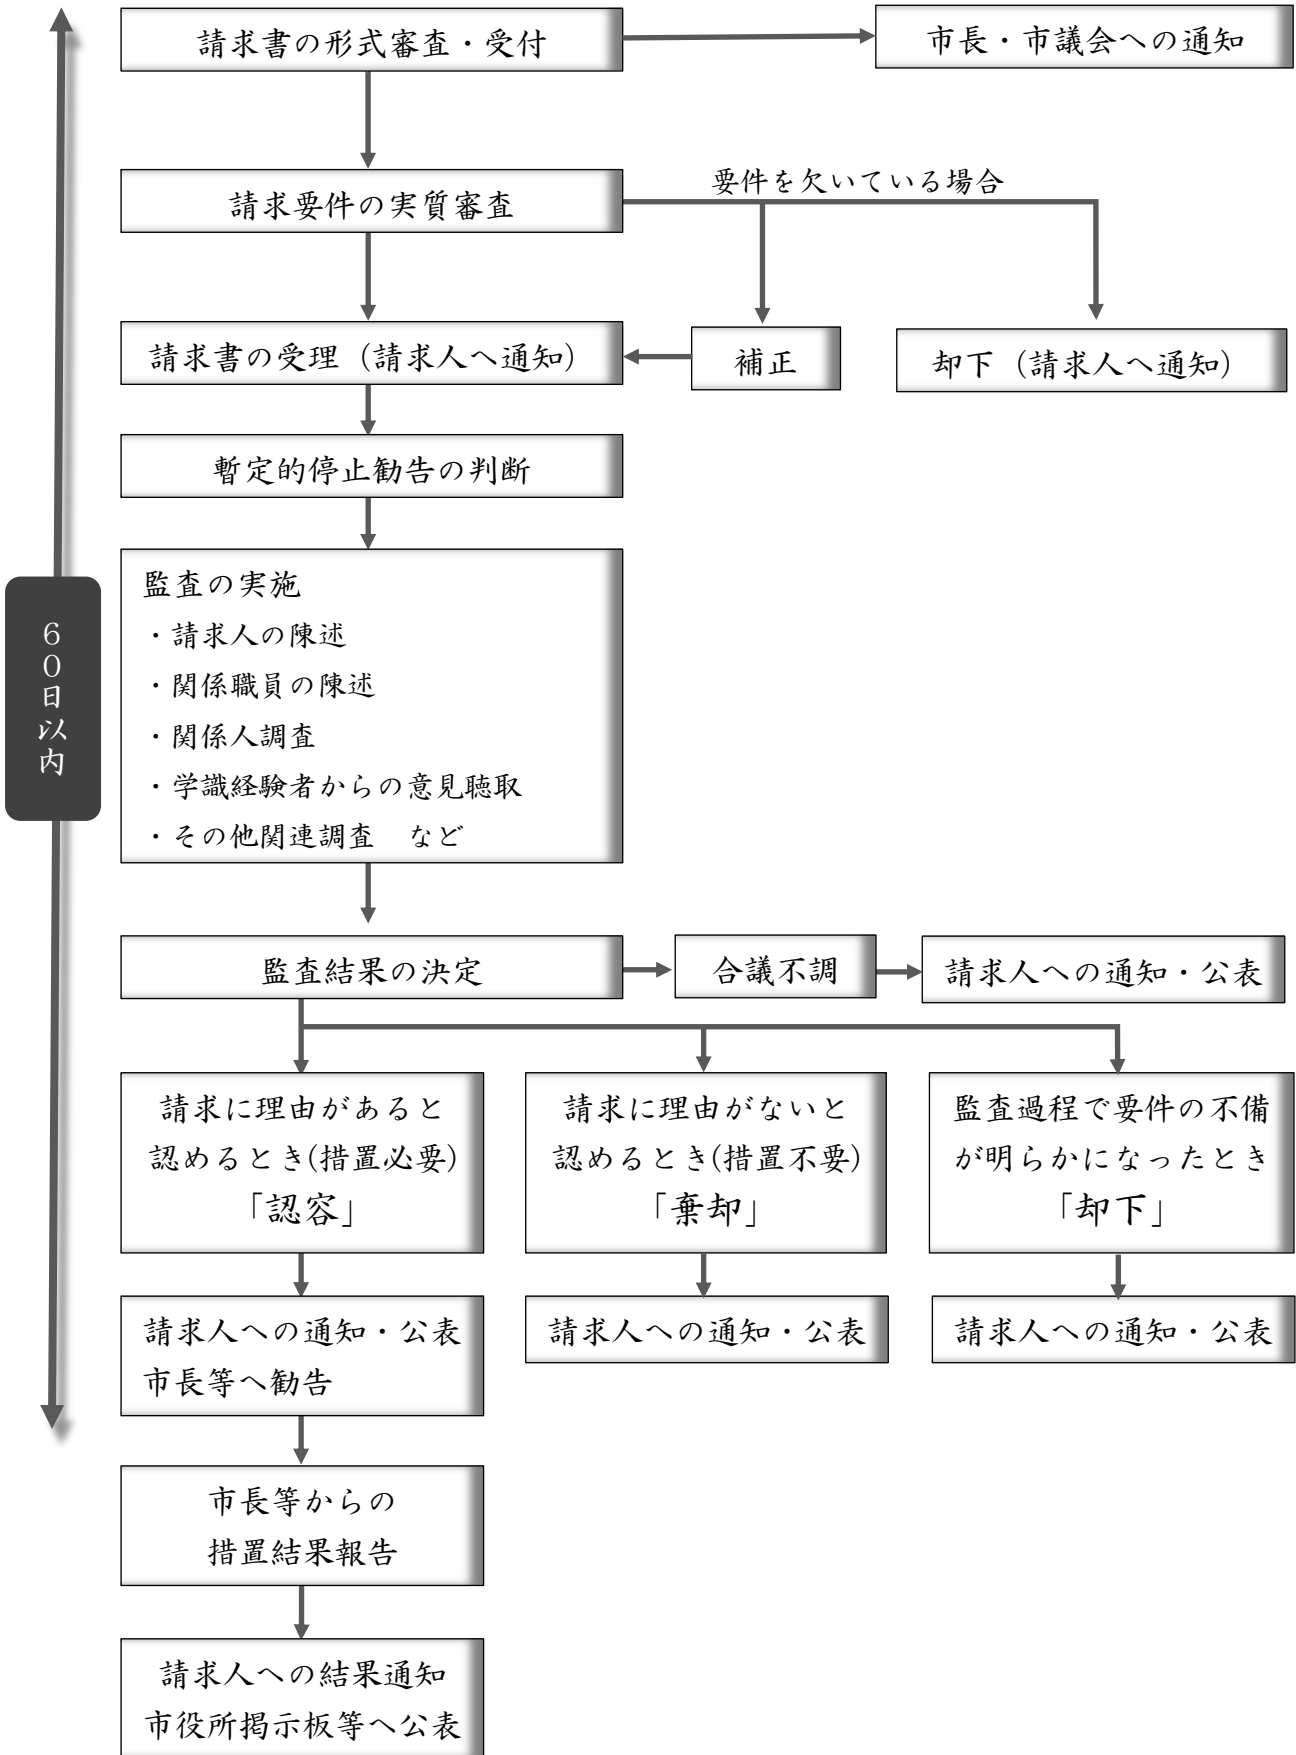 請求書の形式審査・受付
市長・市議会への通知
要件を欠いている場合
請求要件の実質審査
請求書の受理（請求人へ通知）
補正
却下（請求人へ通知）
暫定的停止勧告の判断
監査の実施
・請求人の陳述
・関係職員の陳述
・関係人調査
・学識経験者からの意見聴取
・その他関連調査　など
６０日以内
監査結果の決定
合議不調
請求人への通知・公表
請求に理由があると
認めるとき(措置必要)
「認容」
請求に理由がないと
認めるとき(措置不要)
「棄却」
監査過程で要件の不備
が明らかになったとき
「却下」
請求人への通知・公表
市長等へ勧告
請求人への通知・公表
請求人への通知・公表
市長等からの
措置結果報告
請求人への結果通知
市役所掲示板等へ公表